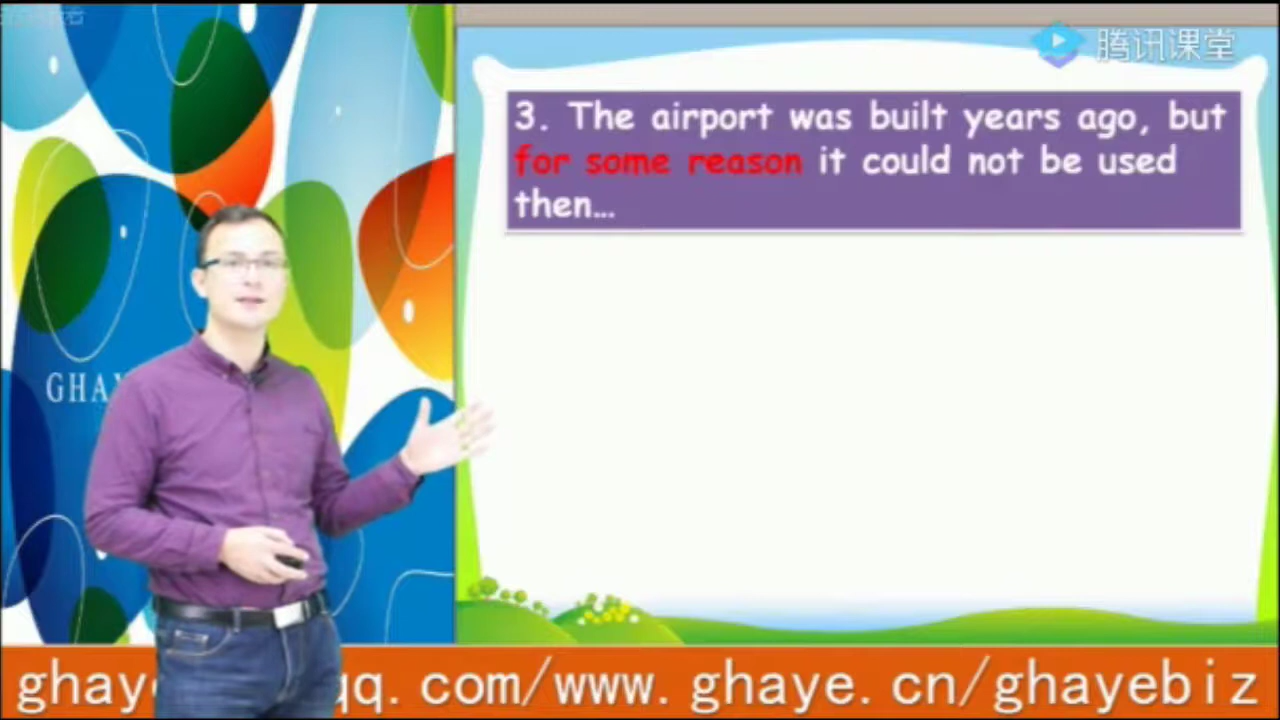 腾讯课堂
3. The airport was built years ago, but
for some reason it could not be used
then...
GHAY
ghay qq. com/www. ghaye. cn/ghayebiz